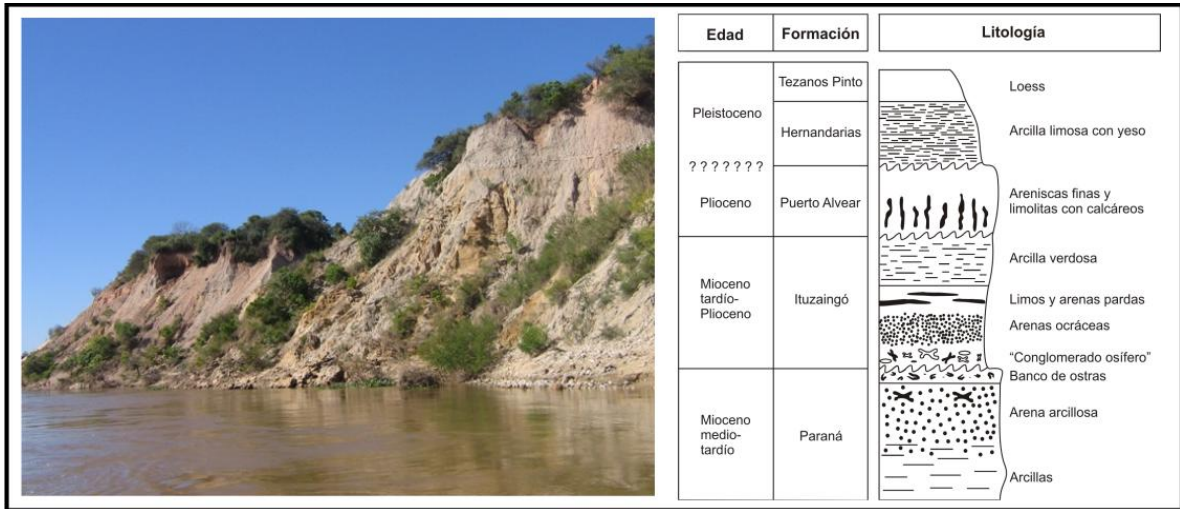 Edad
Formación
Litología
Tezanos Pinto
Loess
Pleistoceno
Hernandarias
Arcilla limosa con yeso
? ? ? ? ? ? ?
Plioceno
Puerto Alvear
Areniscas finas y
limolitas con calcáreos
Arcilla verdosa
Mioceno
tardío-
Plioceno
Ituzaingó
Limos y arenas pardas
Arenas ocráceas
“Conglomerado osífero”
Banco de ostras
Mioceno
medio-
tardío
Paraná
Arena arcillosa
Arcillas